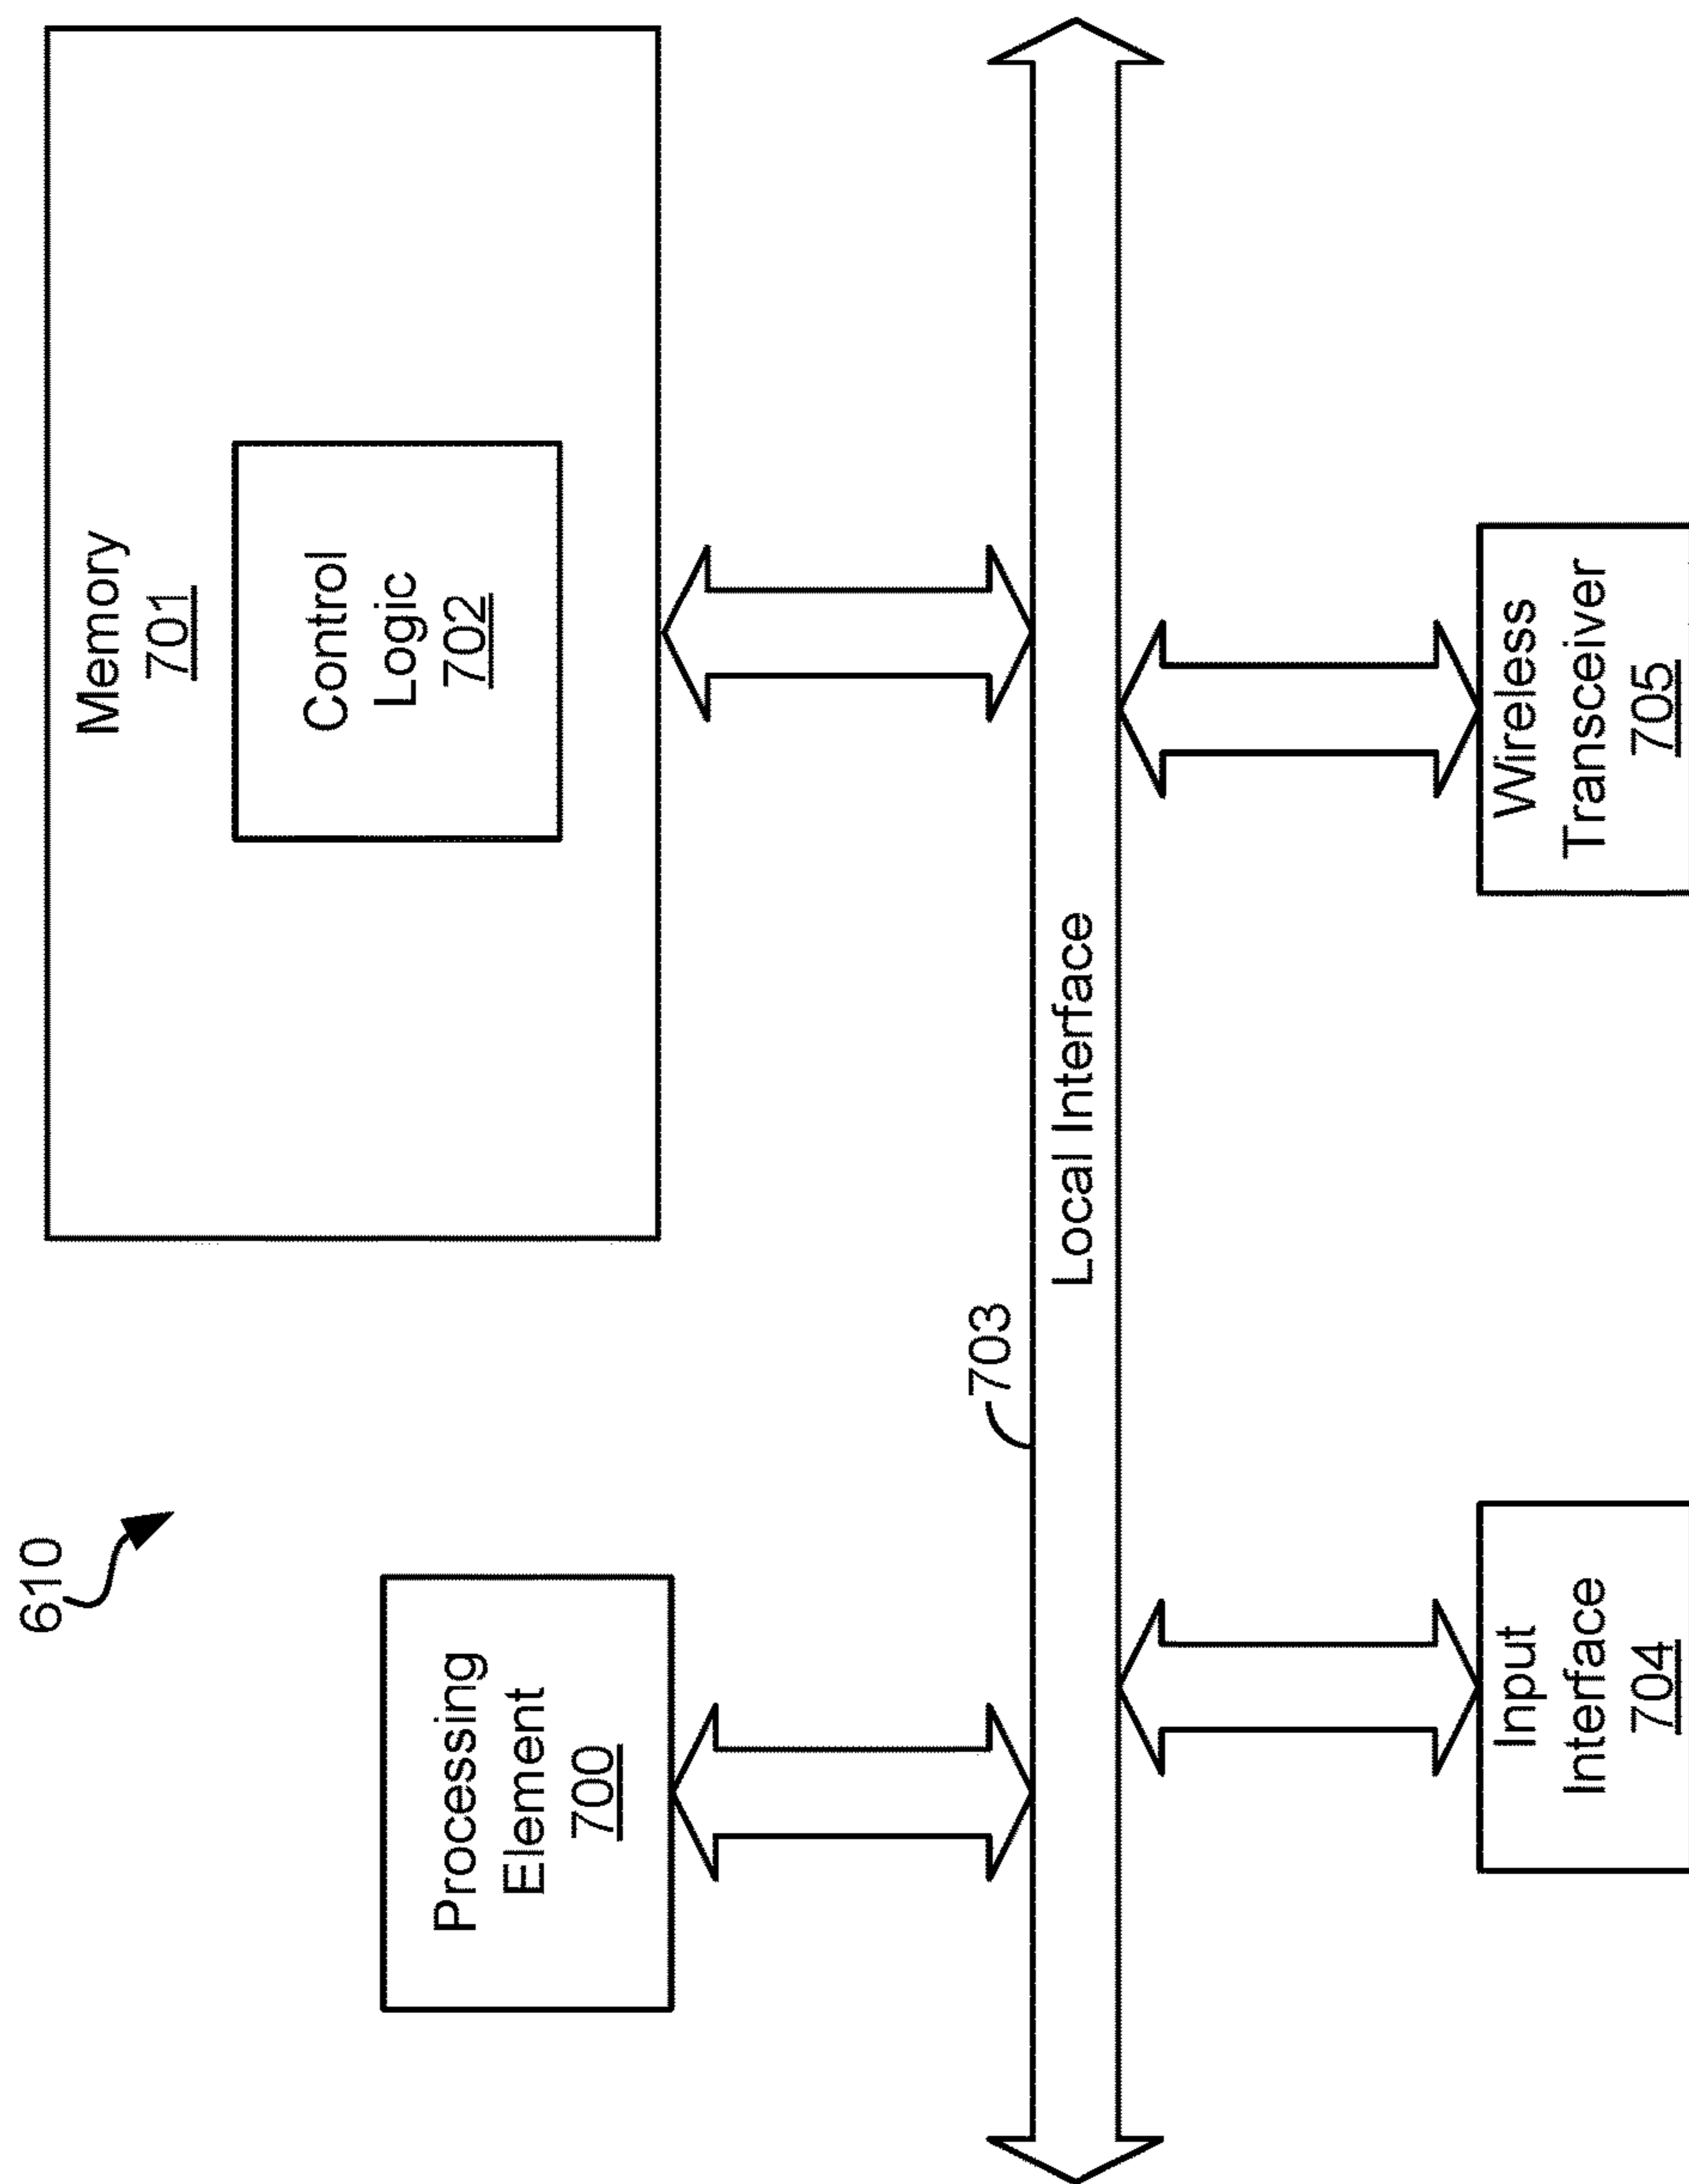 610
Processing
Element
700
Memory
701
Control
Logic
702
703
Local Interface
Input
Interface
704
Wireless
Transceiver
705